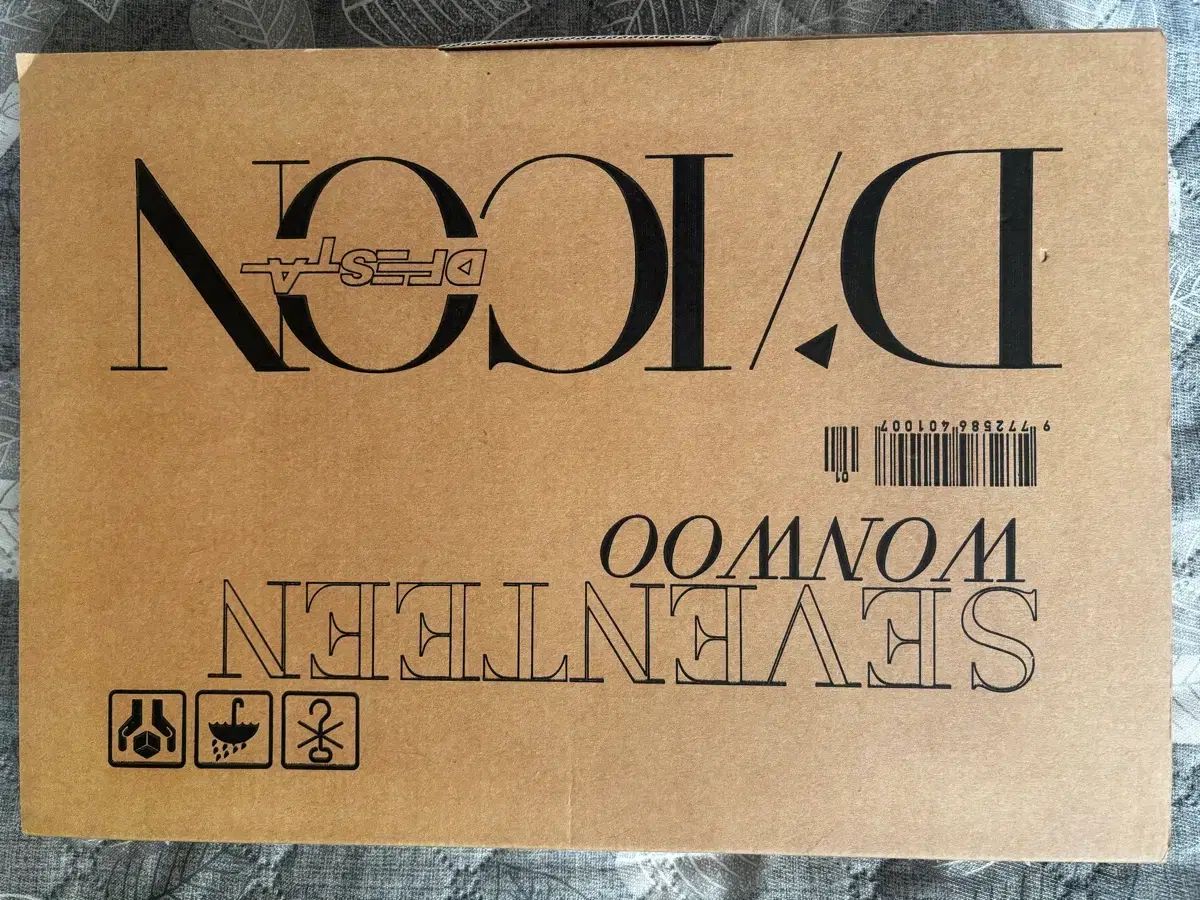 SEVENTEEN
WONWOO
01
9 772586 401007
D'/ICON
DFESTA